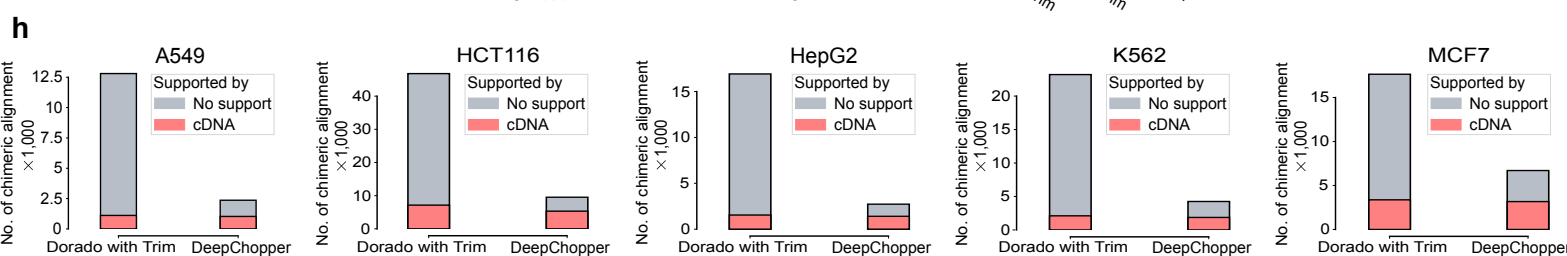 h
A549
No. of chimeric alignment
×1,000
12.5
10
7.5
5
2.5
0
Supported by
No support
cDNA
Dorado with Trim
DeepChopper
HCT116
No. of chimeric alignment
×1,000
40
30
20
10
0
Supported by
No support
cDNA
Dorado with Trim
DeepChopper
HepG2
No. of chimeric alignment
×1,000
15
10
5
0
Supported by
No support
cDNA
Dorado with Trim
DeepChopper
K562
No. of chimeric alignment
×1,000
20
15
10
5
0
Supported by
No support
cDNA
Dorado with Trim
DeepChopper
MCF7
No. of chimeric alignment
×1,000
15
10
5
0
Supported by
No support
cDNA
Dorado with Trim
DeepChopper